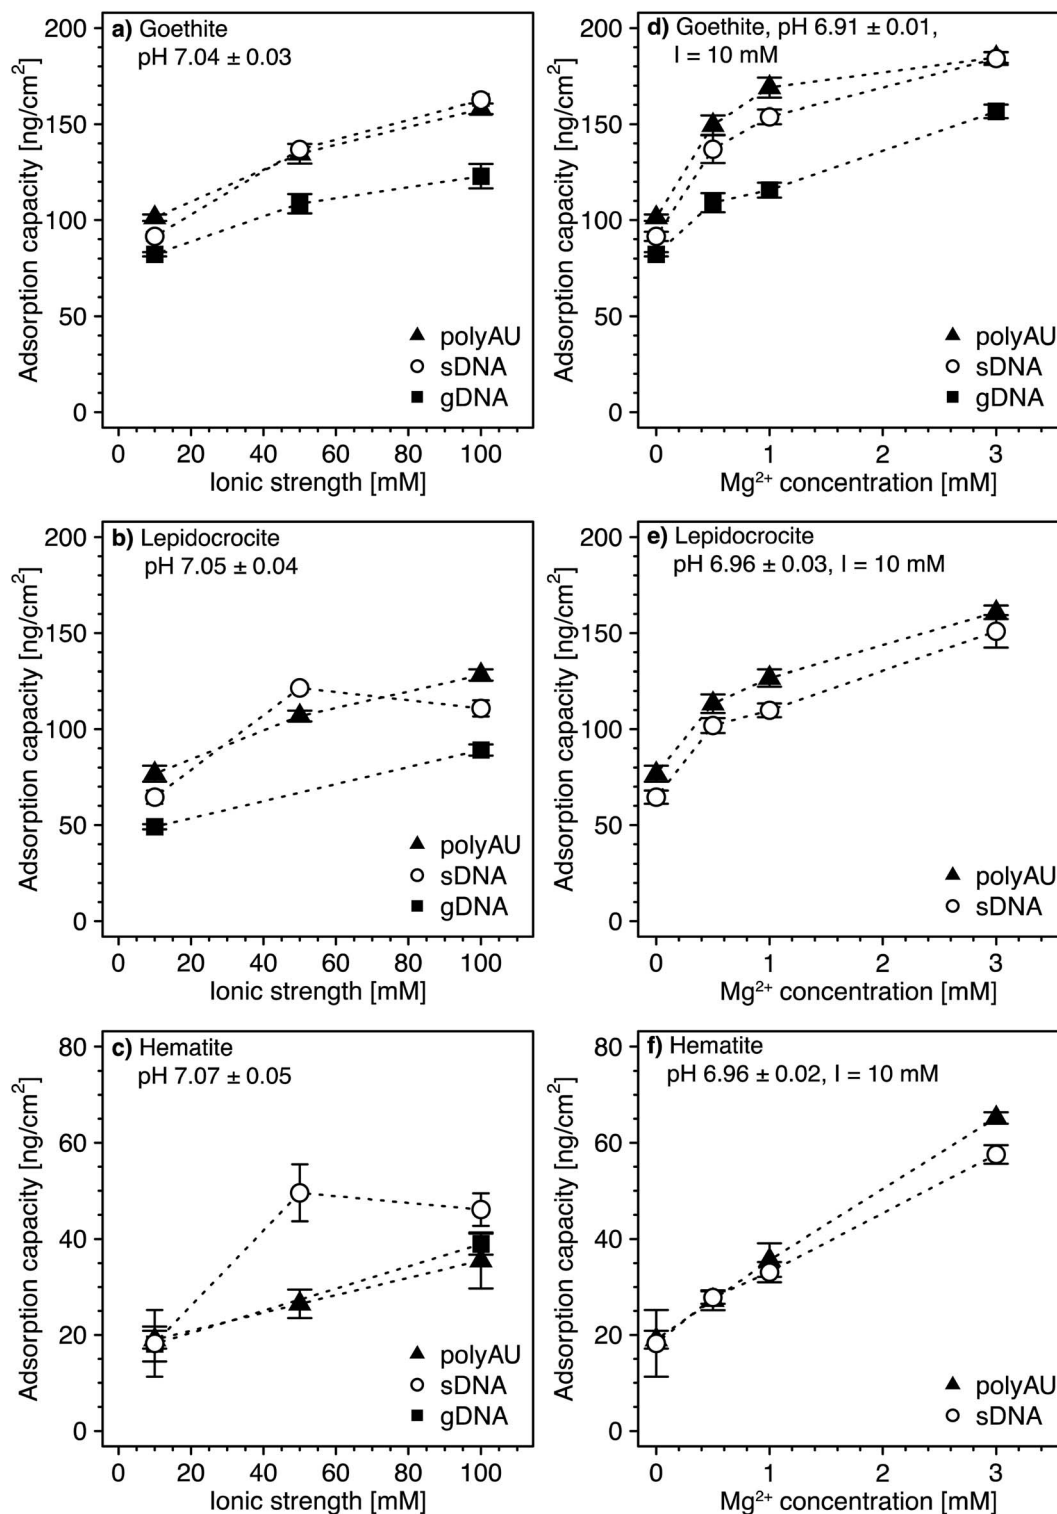 a) Goethite
pH 7.04 ± 0.03
Adsorption capacity [ng/cm²]
200
150
100
50
0
polyAU
sDNA
gDNA
0 20 40 60 80 100
Ionic strength [mM]
d) Goethite, pH 6.91 ± 0.01,
I = 10 mM
Adsorption capacity [ng/cm²]
200
150
100
50
0
polyAU
sDNA
gDNA
0 1 2 3
Mg²⁺ concentration [mM]
b) Lepidocrocite
pH 7.05 ± 0.04
Adsorption capacity [ng/cm²]
200
150
100
50
0
polyAU
sDNA
gDNA
0 20 40 60 80 100
Ionic strength [mM]
e) Lepidocrocite
pH 6.96 ± 0.03, I = 10 mM
Adsorption capacity [ng/cm²]
200
150
100
50
0
polyAU
sDNA
0 1 2 3
Mg²⁺ concentration [mM]
c) Hematite
pH 7.07 ± 0.05
Adsorption capacity [ng/cm²]
80
60
40
20
0
polyAU
sDNA
gDNA
0 20 40 60 80 100
Ionic strength [mM]
f) Hematite
pH 6.96 ± 0.02, I = 10 mM
Adsorption capacity [ng/cm²]
80
60
40
20
0
polyAU
sDNA
0 1 2 3
Mg²⁺ concentration [mM]